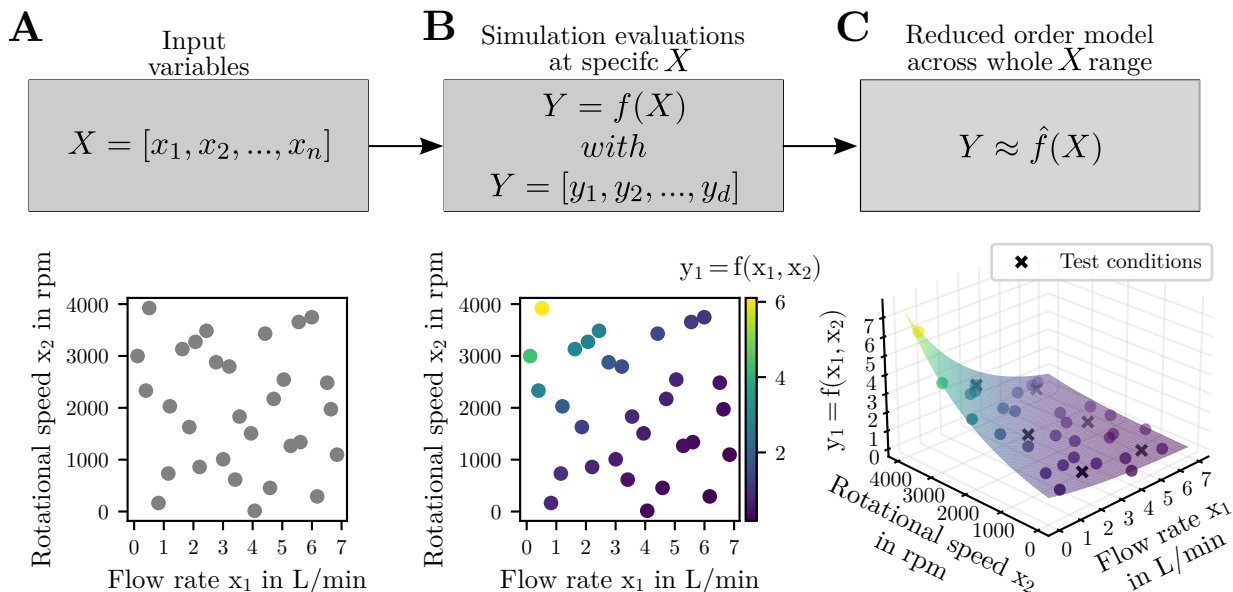 A
Input
variables
X = [x₁, x₂, ..., xₙ]
B
Simulation evaluations
at specifc X
Y = f(X)
with
Y = [y₁, y₂, ..., y_d]
C
Reduced order model
across whole X range
Y ≈ f̂(X)
Rotational speed x₂ in rpm
4000
3000
2000
1000
0
0 1 2 3 4 5 6 7
Flow rate x₁ in L/min
Rotational speed x₂ in rpm
4000
3000
2000
1000
0
0 1 2 3 4 5 6 7
Flow rate x₁ in L/min
y₁ = f(x₁, x₂)
6
4
2
Test conditions
y₁ = f(x₁, x₂)
7
6
5
4
3
2
1
0
4000
3000
2000
1000
0
Rotational speed x₂
in rpm
0
1
2
3
4
5
6
7
Flow rate x₁
in L/min